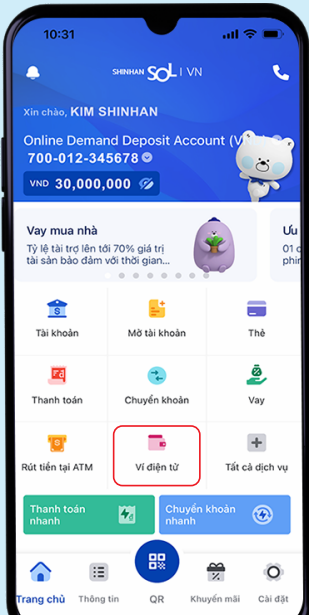 10:31
SHINHAN SOL | VN
Xin chào, KIM SHINHAN
Online Demand Deposit Account
700-012-345678
VND 30,000,000
Vay mua nhà
Tỷ lệ tài trợ lên tới 70% giá trị
tài sản bảo đảm với thời gian...
Ưu
01
Tài khoản
Mở tài khoản
Thẻ
Thanh toán
Chuyển khoản
Vay
Rút tiền tại ATM
Ví điện tử
Tất cả dịch vụ
Thanh toán
nhanh
Chuyển khoản
nhanh
Trang chủ
Thông tin
QR
Khuyến mãi
Cài đặt